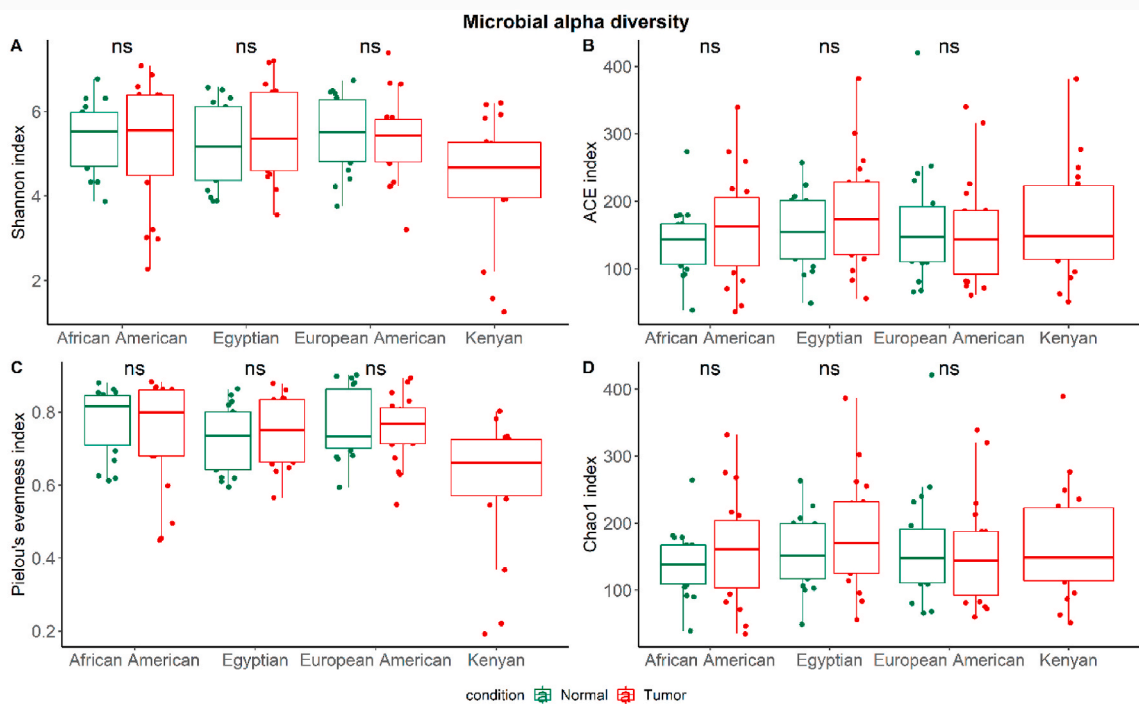 Microbial alpha diversity
A
ns ns ns
Shannon index
6
4
2
African American Egyptian European American Kenyan
B
ns ns ns
ACE index
400
300
200
100
African American Egyptian European American Kenyan
C
ns ns ns
Pielou's evenness index
0.8
0.6
0.4
0.2
African American Egyptian European American Kenyan
D
ns ns ns
Chao1 index
400
300
200
100
African American Egyptian European American Kenyan
condition a Normal a Tumor